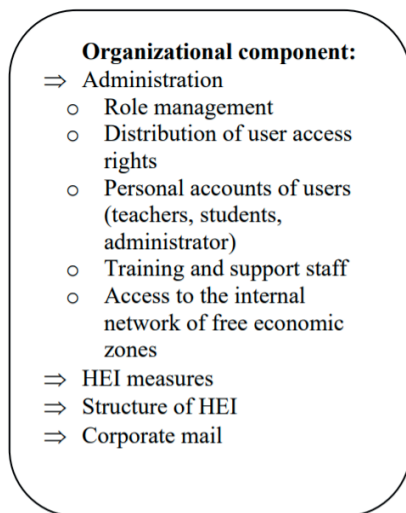 Organizational component:
⇒ Administration
o Role management
o Distribution of user access
rights
o Personal accounts of users
(teachers, students,
administrator)
o Training and support staff
o Access to the internal
network of free economic
zones
⇒ HEI measures
⇒ Structure of HEI
⇒ Corporate mail